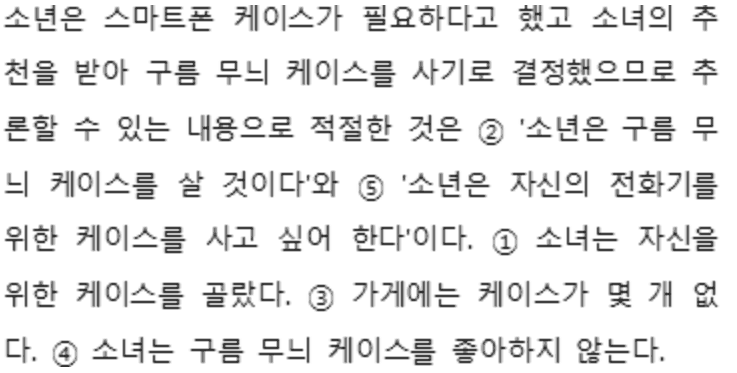 소년은 스마트폰 케이스가 필요하다고 했고 소녀의 추
천을 받아 구름 무늬 케이스를 사기로 결정했으므로 추
론할 수 있는 내용으로 적절한 것은 ② '소년은 구름 무
늬 케이스를 살 것이다'와 ⑤ '소년은 자신의 전화기를
위한 케이스를 사고 싶어 한다'이다. ① 소녀는 자신을
위한 케이스를 골랐다. ③ 가게에는 케이스가 몇 개 없
다. ④ 소녀는 구름 무늬 케이스를 좋아하지 않는다.